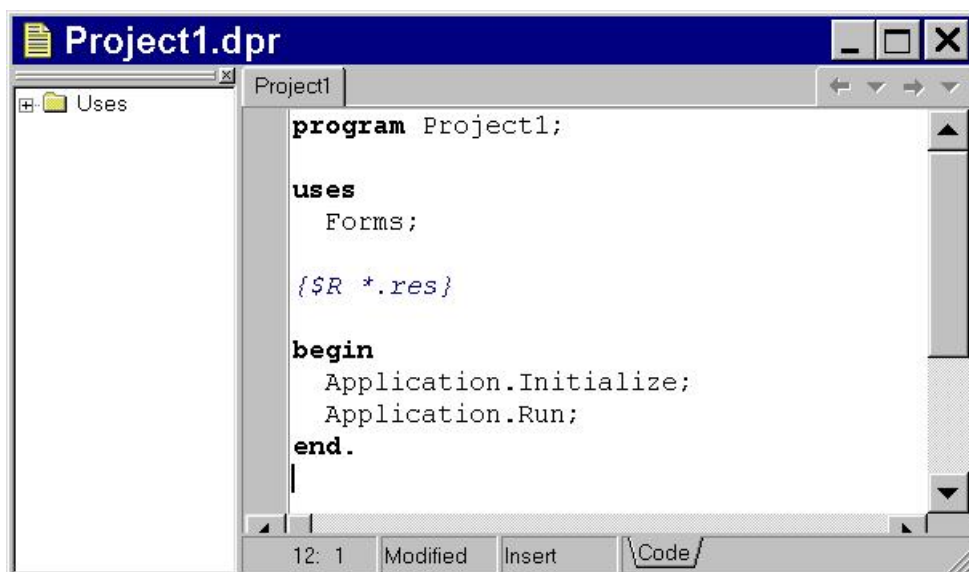 Project1.dpr
Uses
Project1
program Project1;
uses
Forms;
{$R *.res}
begin
Application.Initialize;
Application.Run;
end.
12: 1 Modified Insert \Code/